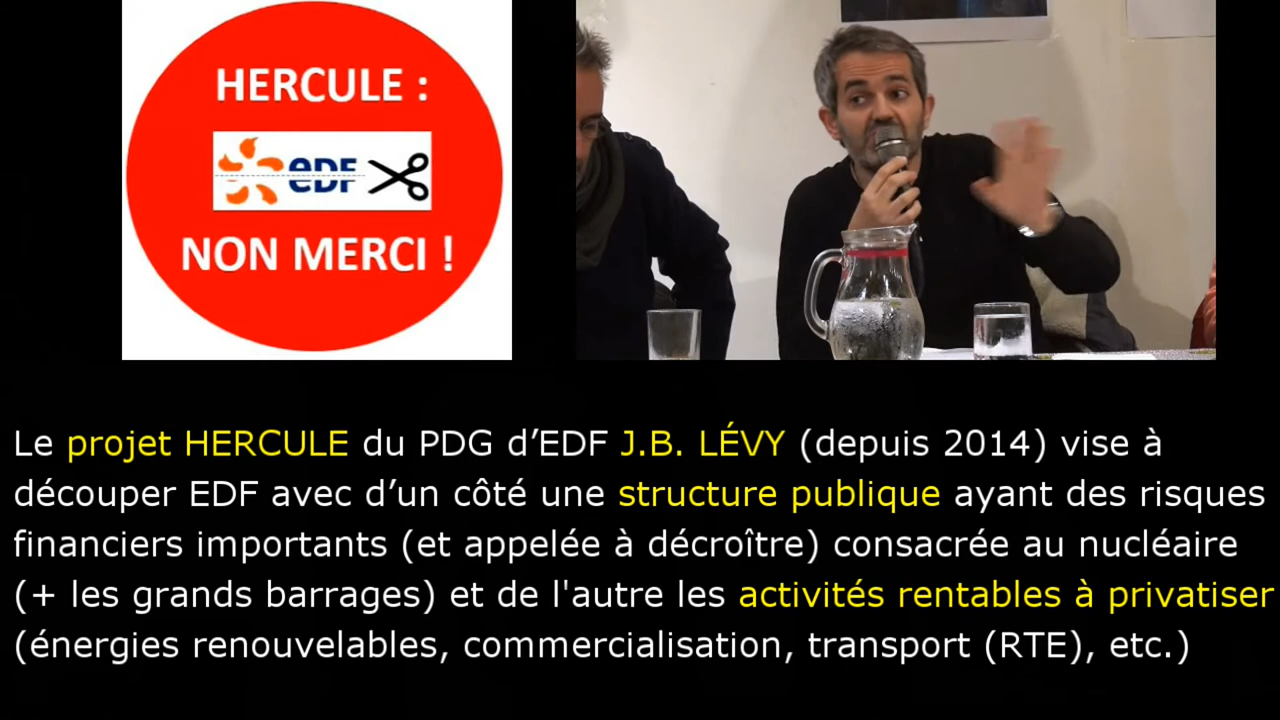 HERCULE :
eDF
NON MERCI !
Le projet HERCULE du PDG d’EDF J.B. LÉVY (depuis 2014) vise à
découper EDF avec d’un côté une structure publique ayant des risques
financiers importants (et appelée à décroître) consacrée au nucléaire
(+ les grands barrages) et de l'autre les activités rentables à privatiser
(énergies renouvelables, commercialisation, transport (RTE), etc.)